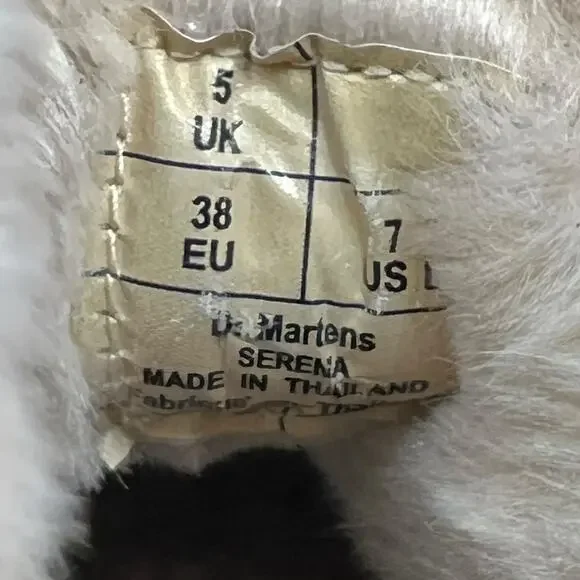 5
UK
38
EU
7
US L
Dr.Martens
SERENA
MADE IN THAILAND